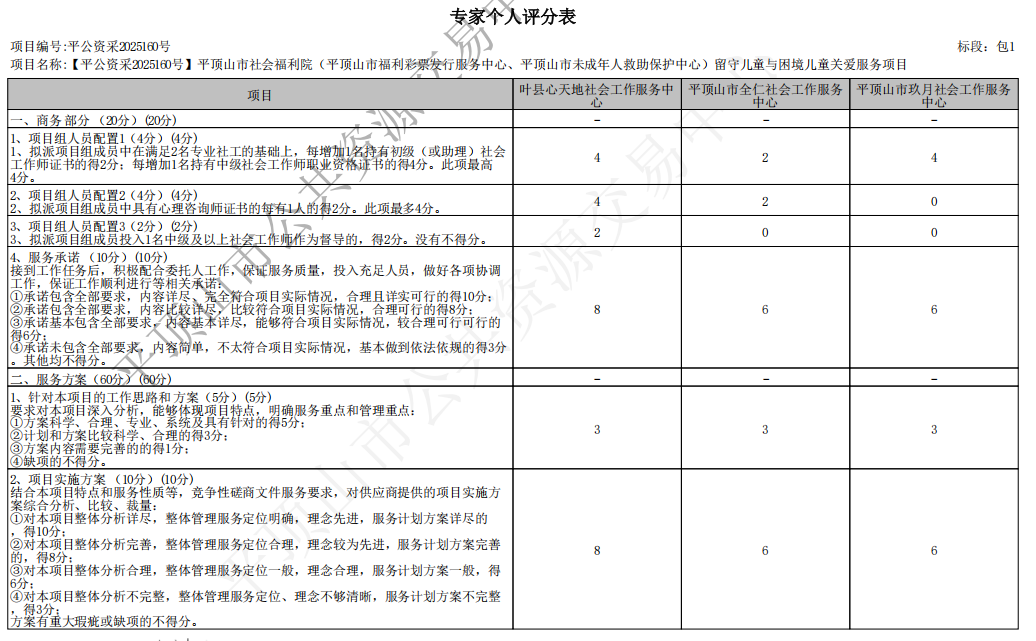 专家个人评分表
项目编号:平公资采2025160号
标段：包1
项目名称:【平公资采2025160号】平顶山市社会福利院（平顶山市福利彩票发行服务中心、平顶山市未成年人救助保护中心）留守儿童与困境儿童关爱服务项目
项目
叶县心天地社会工作服务中
心
平顶山市全仁社会工作服务
中心
平顶山市玖月社会工作服务
中心
一、商务部分（20分）(20分)
–
–
–
1、项目组人员配置1（4分）(4分)
1、拟派项目组成员中在满足2名专业社工的基础上，每增加1名持有初级（或助理）社会
工作师证书的得2分；每增加1名持有中级社会工作师职业资格证书的得4分。此项最高
4分。
4
2
4
2、项目组人员配置2（4分）(4分)
2、拟派项目组成员中具有心理咨询师证书的每有1人的得2分。此项最多4分。
4
2
0
3、项目组人员配置3（2分）(2分)
3、拟派项目组成员投入1名中级及以上社会工作师作为督导的，得2分。没有不得分。
2
0
0
4、服务承诺（10分）(10分)
接到工作任务后，积极配合委托人工作，保证服务质量，投入充足人员，做好各项协调
工作，保证工作顺利进行等相关承诺：
①承诺包含全部要求，内容详尽、完全符合项目实际情况，合理且详实可行的得10分；
②承诺包含全部要求，内容比较详尽，比较符合项目实际情况，合理可行的得8分；
③承诺基本包含全部要求，内容基本详尽，能够符合项目实际情况，较合理可行可行的
得6分；
④承诺未包含全部要求，内容简单，不太符合项目实际情况，基本做到依法依规的得3分
。其他均不得分。
8
6
6
二、服务方案（60分）(60分)
–
–
–
1、针对本项目的工作思路和方案（5分）(5分)
要求对本项目深入分析，能够体现项目特点，明确服务重点和管理重点：
①方案科学、合理、专业、系统及具有针对的得5分；
②计划和方案比较科学、合理的得3分；
③方案内容需要完善的的得1分；
④缺项的不得分。
3
3
3
2、项目实施方案（10分）(10分)
结合本项目特点和服务性质等，竞争性磋商文件服务要求，对供应商提供的项目实施方
案综合分析、比较、裁量：
①对本项目整体分析详尽，整体管理服务定位明确，理念先进，服务计划方案详尽的
，得10分；
②对本项目整体分析完善，整体管理服务定位合理，理念较为先进，服务计划方案完善
的，得8分；
③对本项目整体分析合理，整体管理服务定位一般，理念合理，服务计划方案一般，得
6分；
④对本项目整体分析不完整，整体管理服务定位、理念不够清晰，服务计划方案不完整
，得3分；
方案有重大瑕疵或缺项的不得分。
8
6
6
平顶山市公共资源交易中
平顶山市公共资源交易中